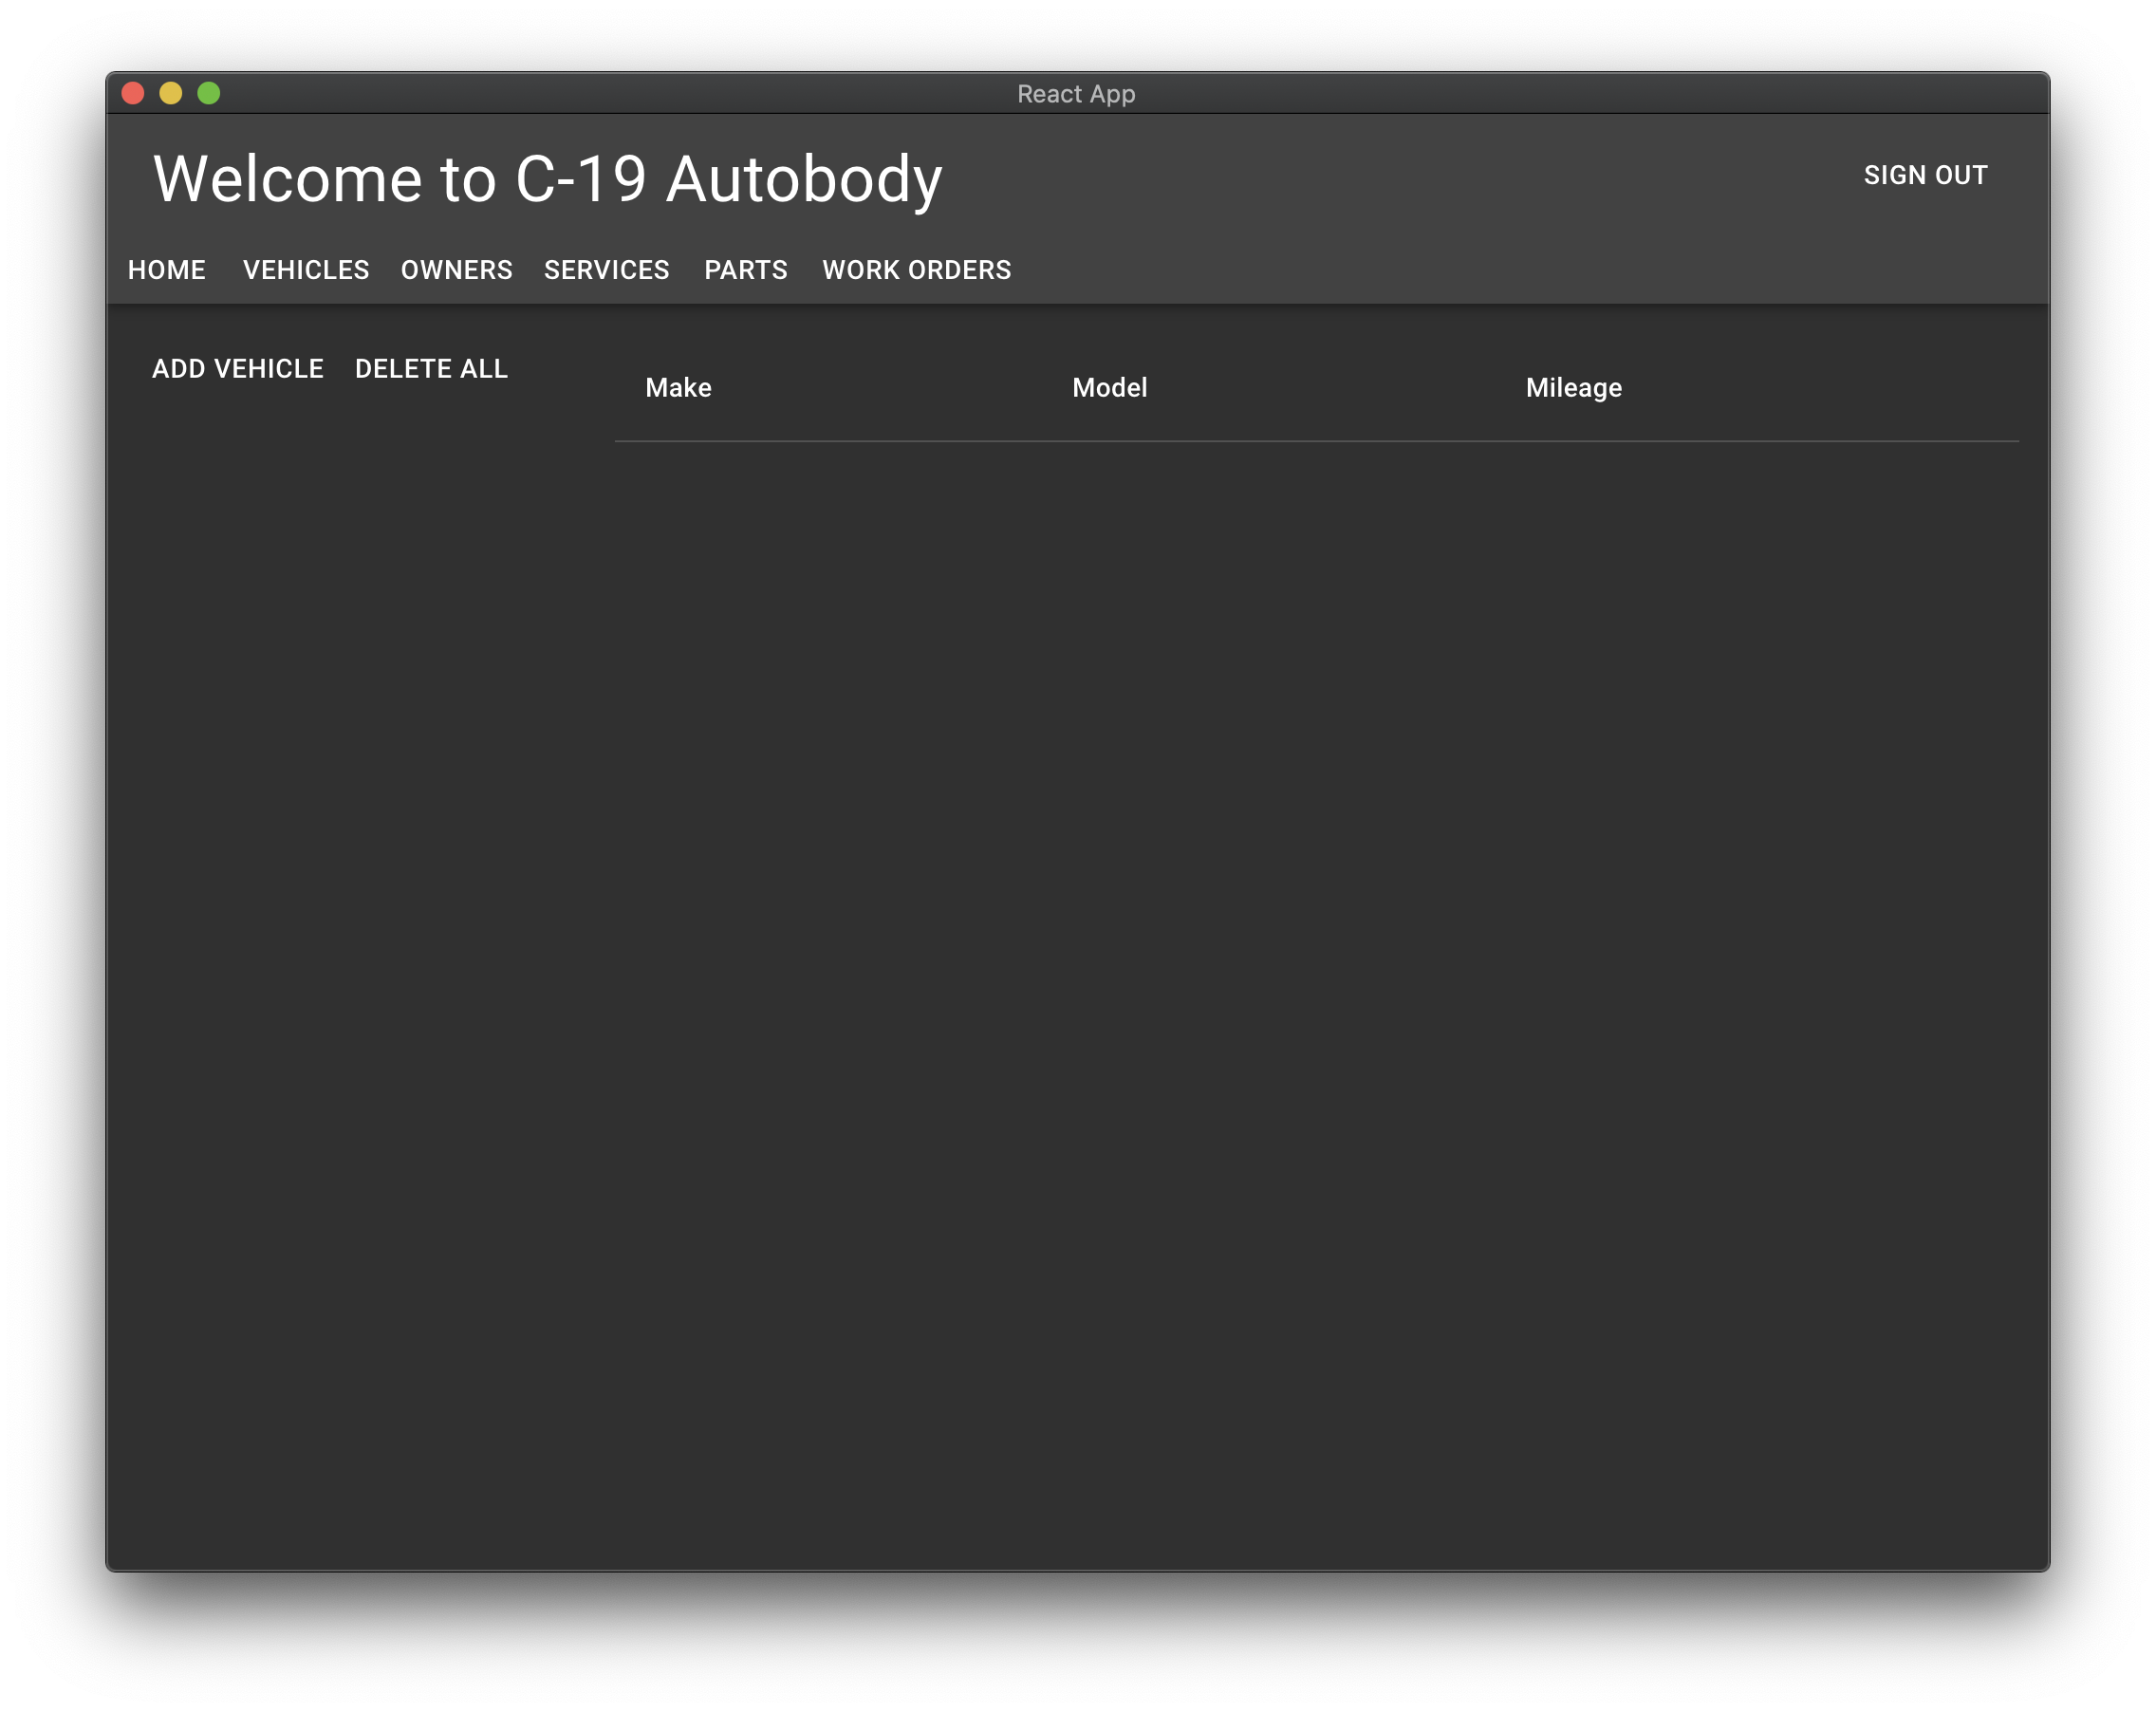 React App
Welcome to C-19 Autobody
SIGN OUT
HOME VEHICLES OWNERS SERVICES PARTS WORK ORDERS
ADD VEHICLE DELETE ALL
Make Model Mileage